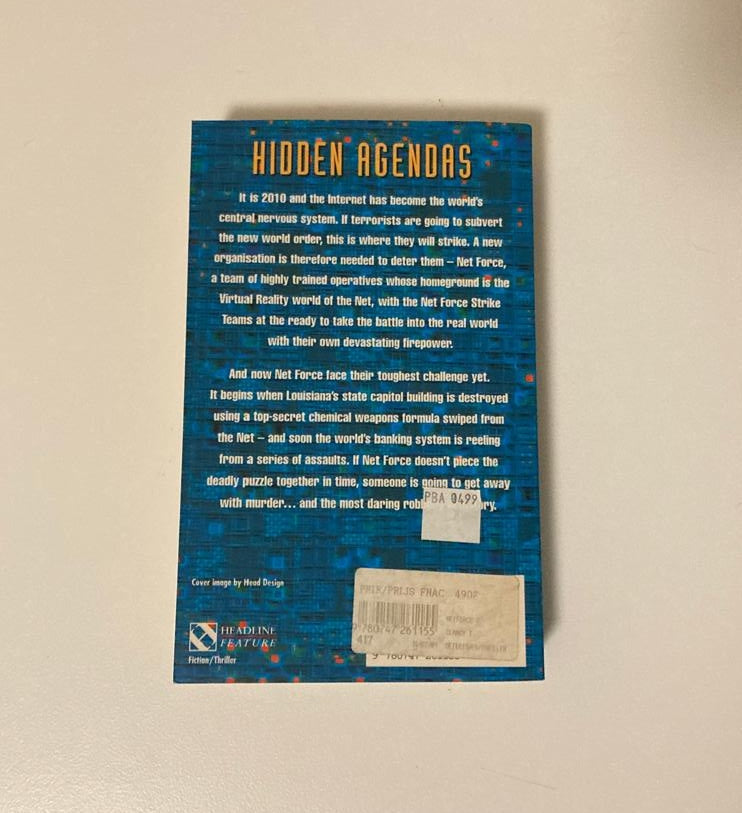 HIDDEN AGENDAS
It is 2010 and the Internet has become the world's
central nervous system. If terrorists are going to subvert
the new world order, this is where they will strike. A new
organisation is therefore needed to deter them – Net Force,
a team of highly trained operatives whose homeground is the
Virtual Reality world of the Net, with the Net Force Strike
Teams at the ready to take the battle into the real world
with their own devastating firepower.
And now Net Force face their toughest challenge yet.
It begins when Louisiana's state capitol building is destroyed
using a top-secret chemical weapons formula swiped from
the Net – and soon the world's banking system is reeling
from a series of assaults. If Net Force doesn't piece the
deadly puzzle together in time, someone is going to get away
with murder... and the most daring
PBA 0499
Cover image by Head Design
PRIX/PRIJS FNAC
9 780747 261155
417
HEADLINE
FEATURE
Fiction/Thriller